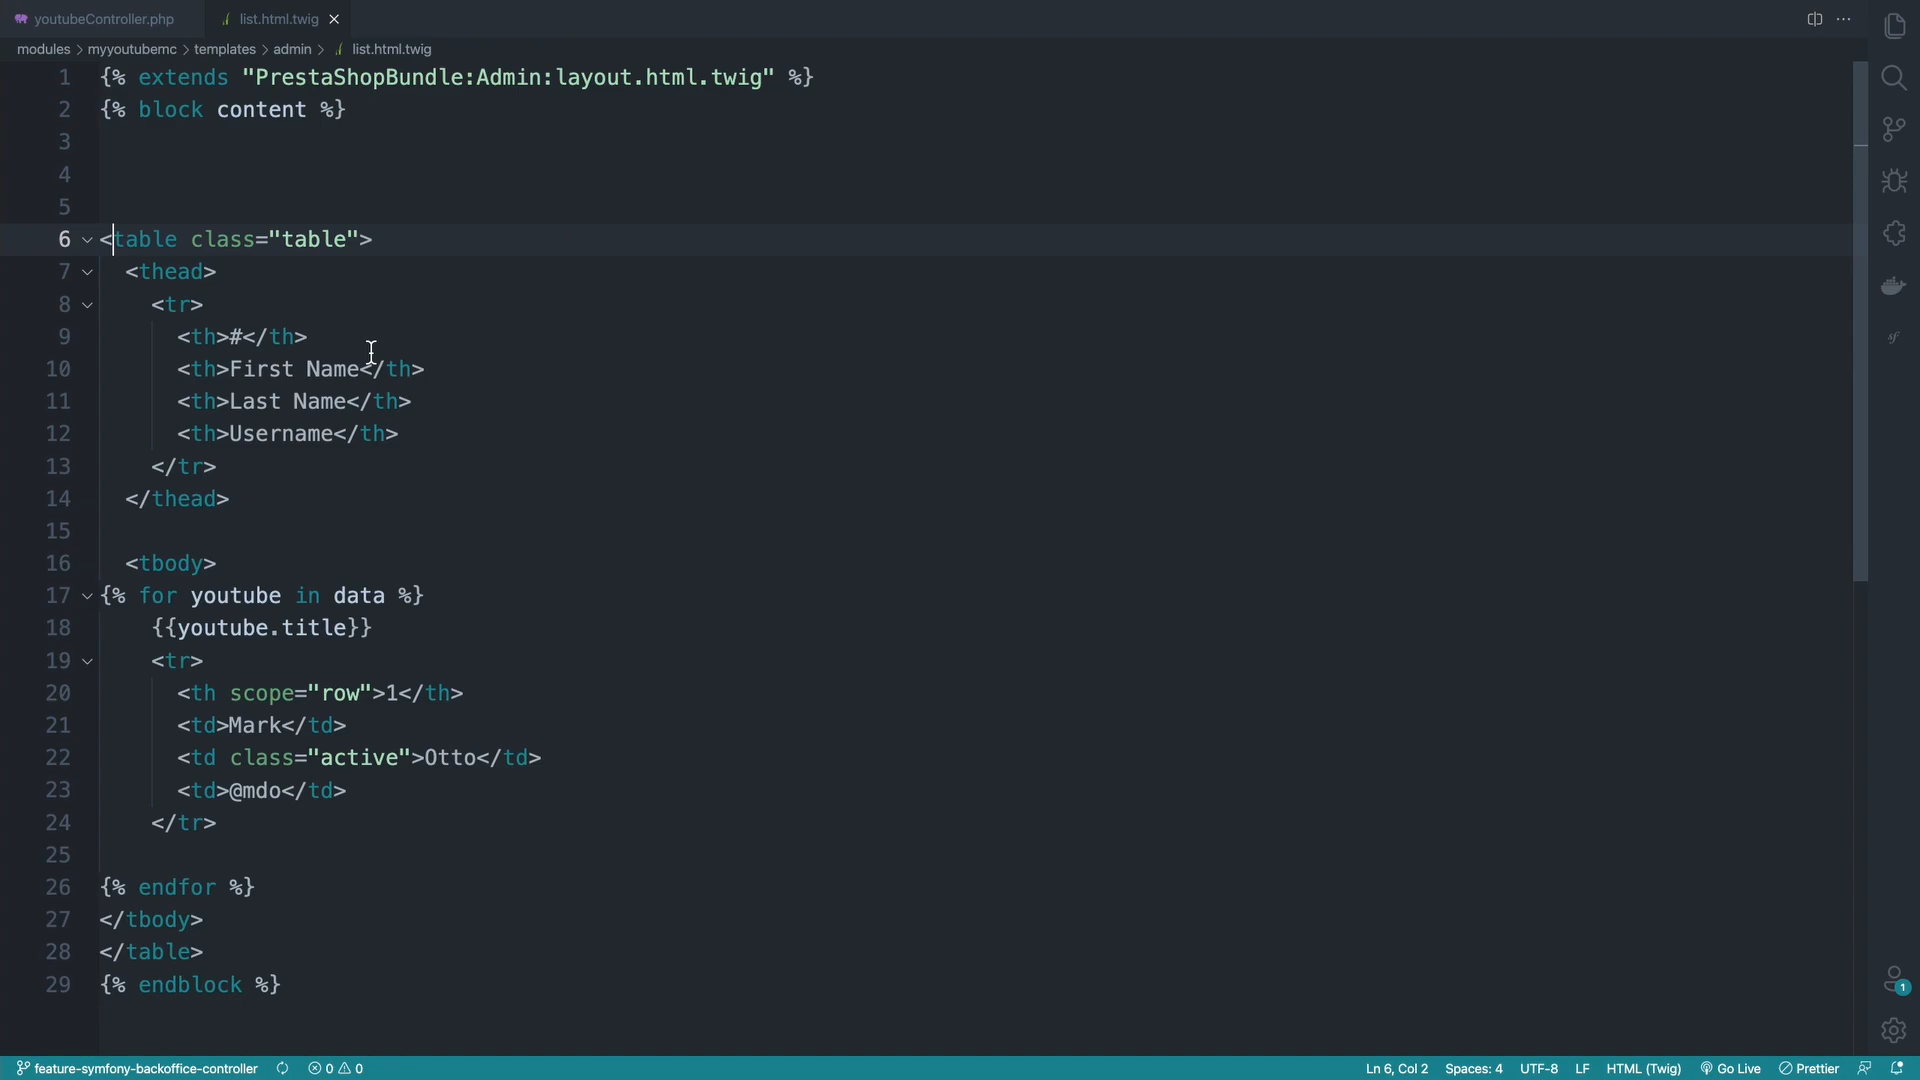 youtubeController.php
list.html.twig
modules > myyoutubemc > templates > admin > list.html.twig
1 {% extends "PrestaShopBundle:Admin:layout.html.twig" %}
2 {% block content %}
3
4
5
6 <table class="table">
7 <thead>
8 <tr>
9 <th>#</th>
10 <th>First Name</th>
11 <th>Last Name</th>
12 <th>Username</th>
13 </tr>
14 </thead>
15
16 <tbody>
17 {% for youtube in data %}
18 {{youtube.title}}
19 <tr>
20 <th scope="row">1</th>
21 <td>Mark</td>
22 <td class="active">Otto</td>
23 <td>@mdo</td>
24 </tr>
25
26 {% endfor %}
27 </tbody>
28 </table>
29 {% endblock %}
1
feature-symfony-backoffice-controller 0 0 Ln 6, Col 2 Spaces: 4 UTF-8 LF HTML (Twig) Go Live Prettier